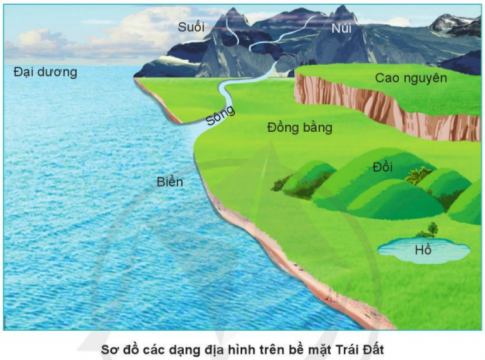 Suối
Núi
Đại dương
Cao nguyên
Sông
Đồng bằng
Đồi
Biển
Hồ
Sơ đồ các dạng địa hình trên bề mặt Trái Đất